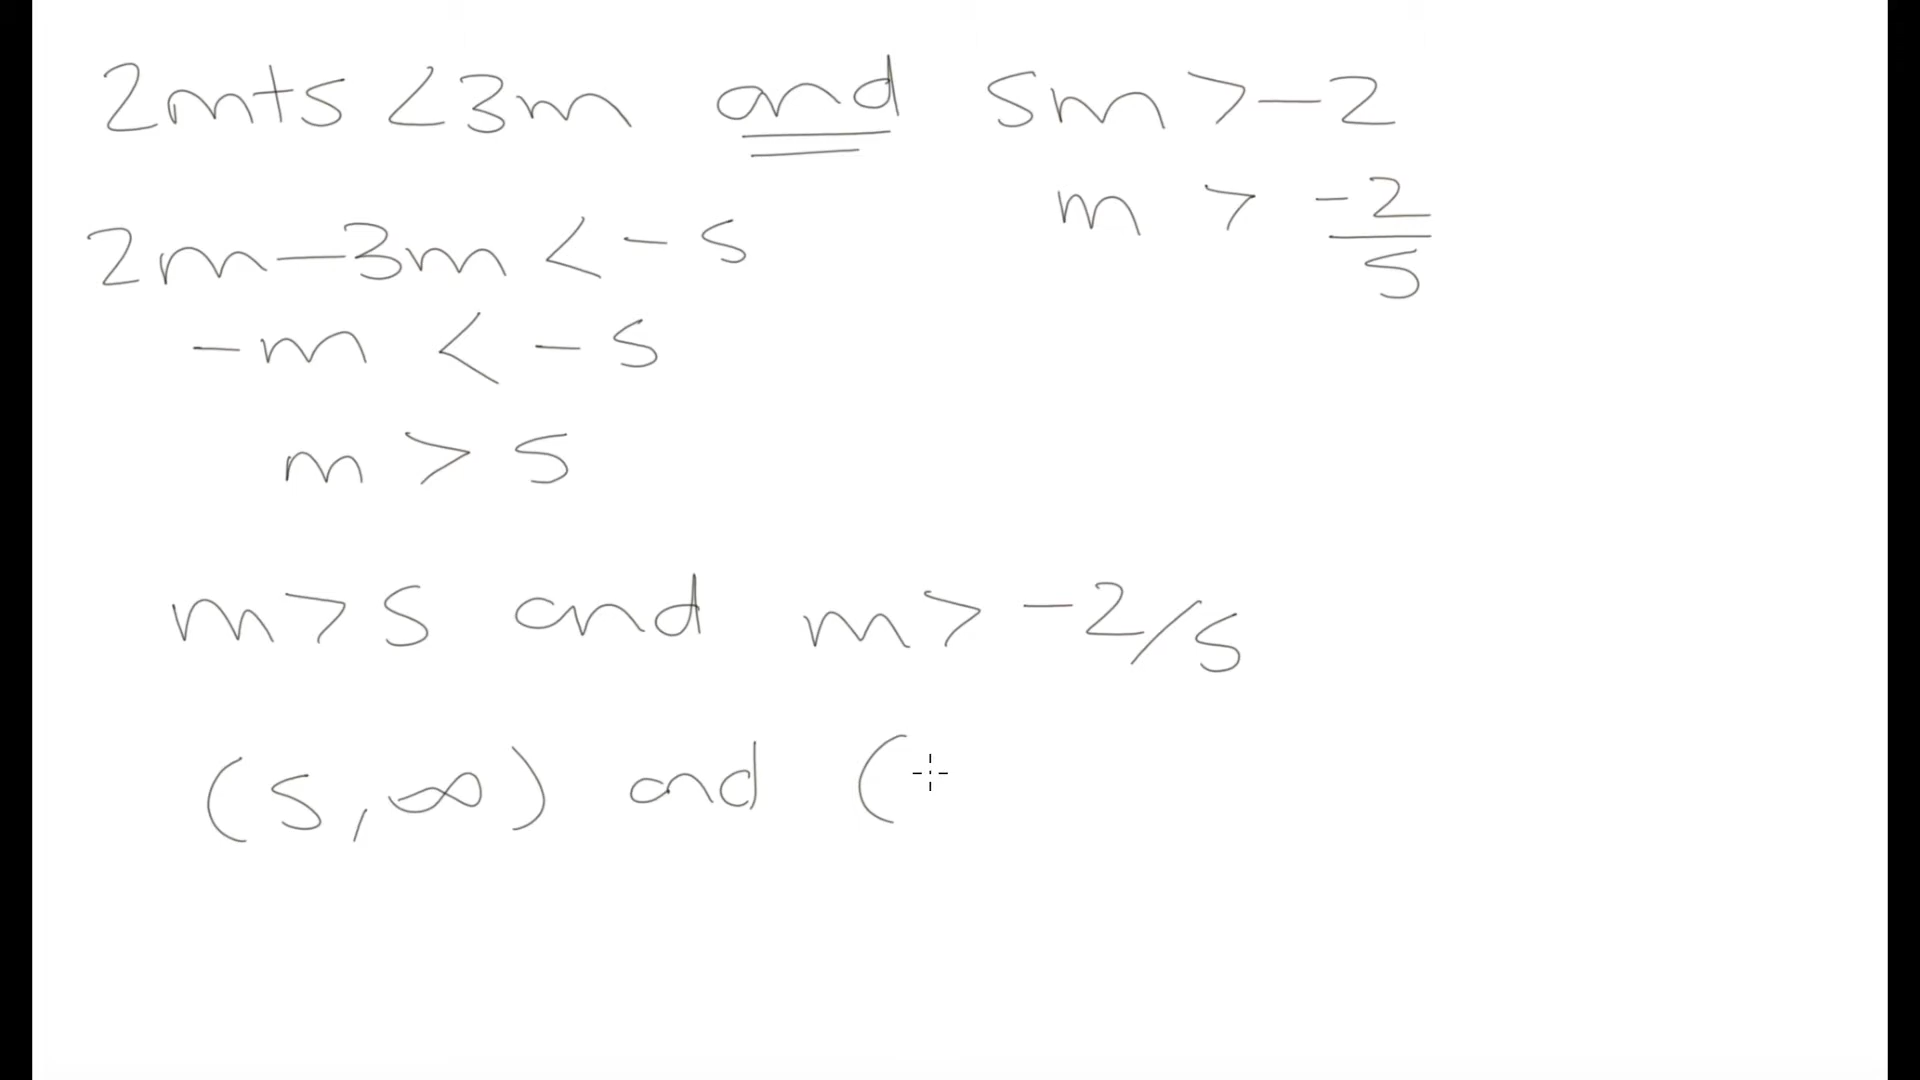 2m+5 <3m and 5m >-2
m > -2/5
2m-3m < -5
-m < -5
m > 5
m>5 and m> -2/5
(5,∞) and (